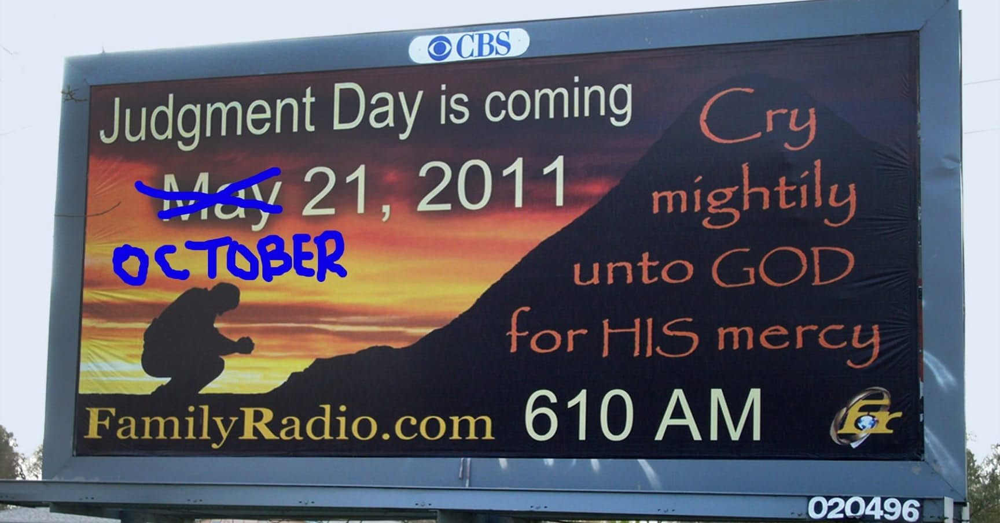 CBS
Judgment Day is coming
May 21, 2011
OCTOBER
Cry
mightily
unto GOD
for HIS mercy
FamilyRadio.com 610 AM
fr
020496